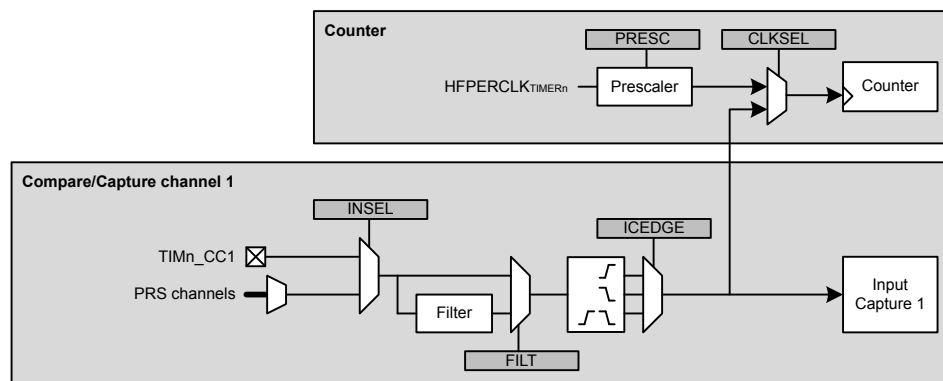 Counter
PRESC
CLKSEL
HFPERCLKTIMERn
Prescaler
Counter
Compare/Capture channel 1
INSEL
ICEDGE
TIMn_CC1
PRS channels
Filter
Input
Capture 1
FILT